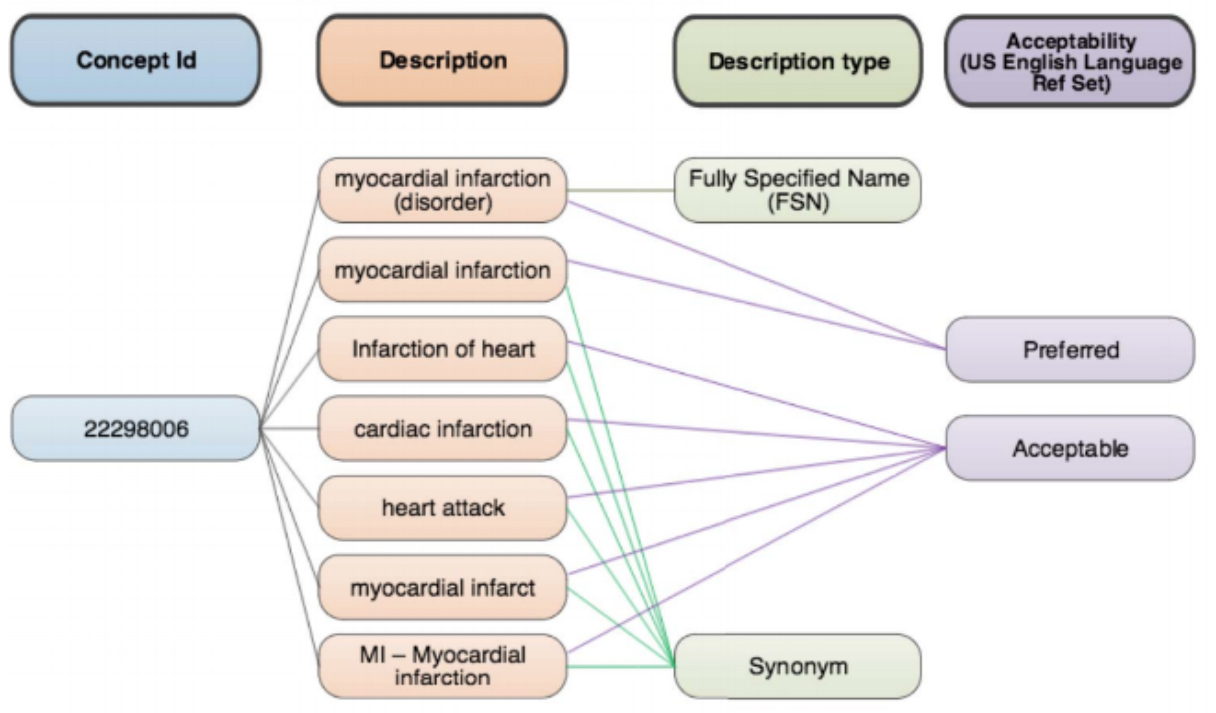 Concept Id
Description
Description type
Acceptability
(US English Language
Ref Set)
myocardial infarction
(disorder)
Fully Specified Name
(FSN)
myocardial infarction
Infarction of heart
Preferred
22298006
cardiac infarction
Acceptable
heart attack
myocardial infarct
MI – Myocardial
infarction
Synonym